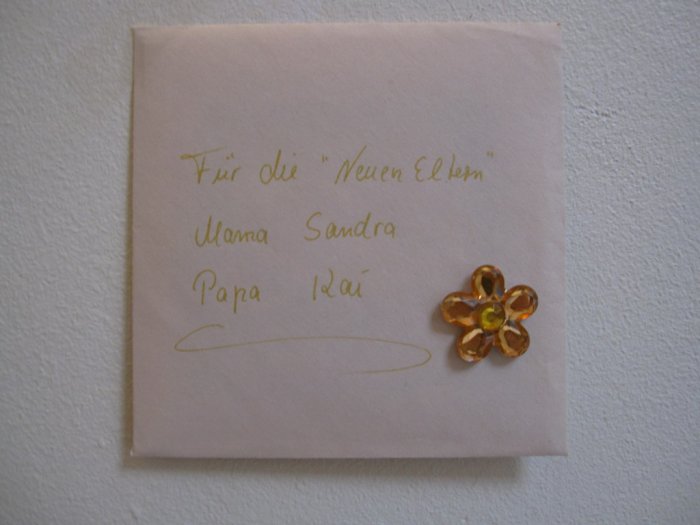 Für die "Neuen Eltern"
Mama Sandra
Papa Kai